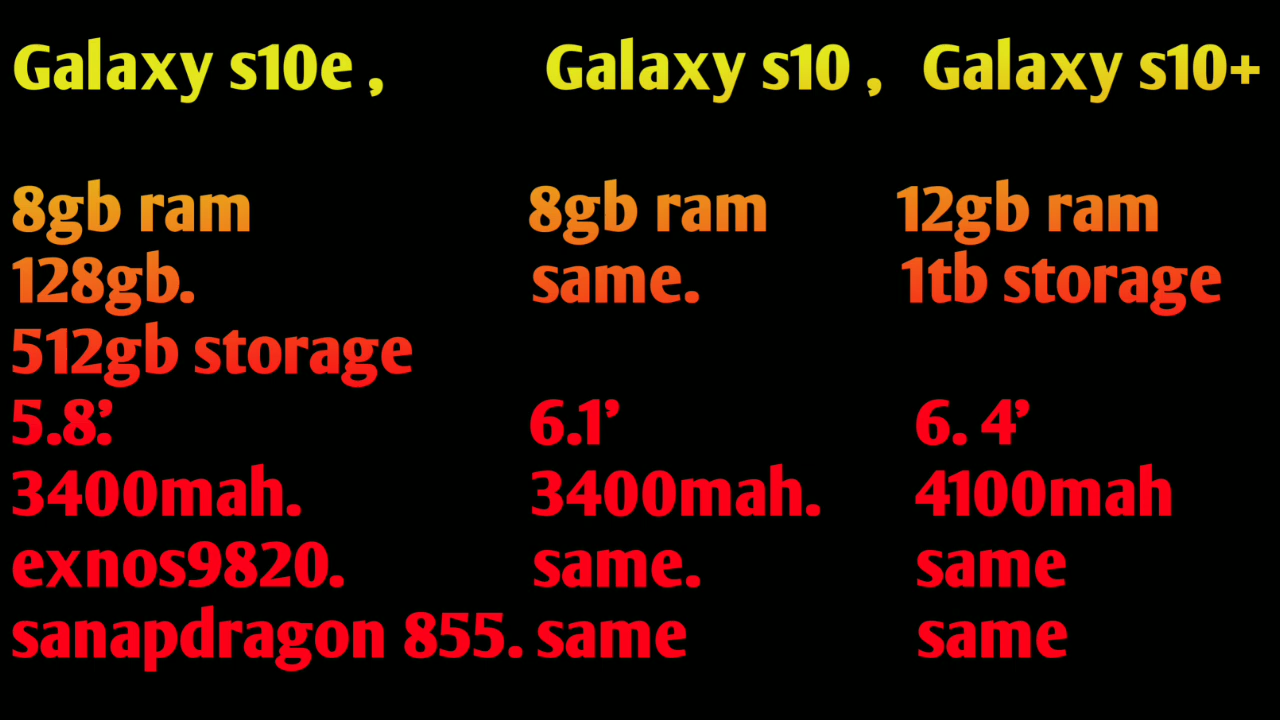 Galaxy s10e , Galaxy s10 , Galaxy s10+
8gb ram 8gb ram 12gb ram
128gb. same. 1tb storage
512gb storage
5.8’. 6.1’ 6. 4’
3400mah. 3400mah. 4100mah
exnos9820. same. same
sanapdragon 855. same same